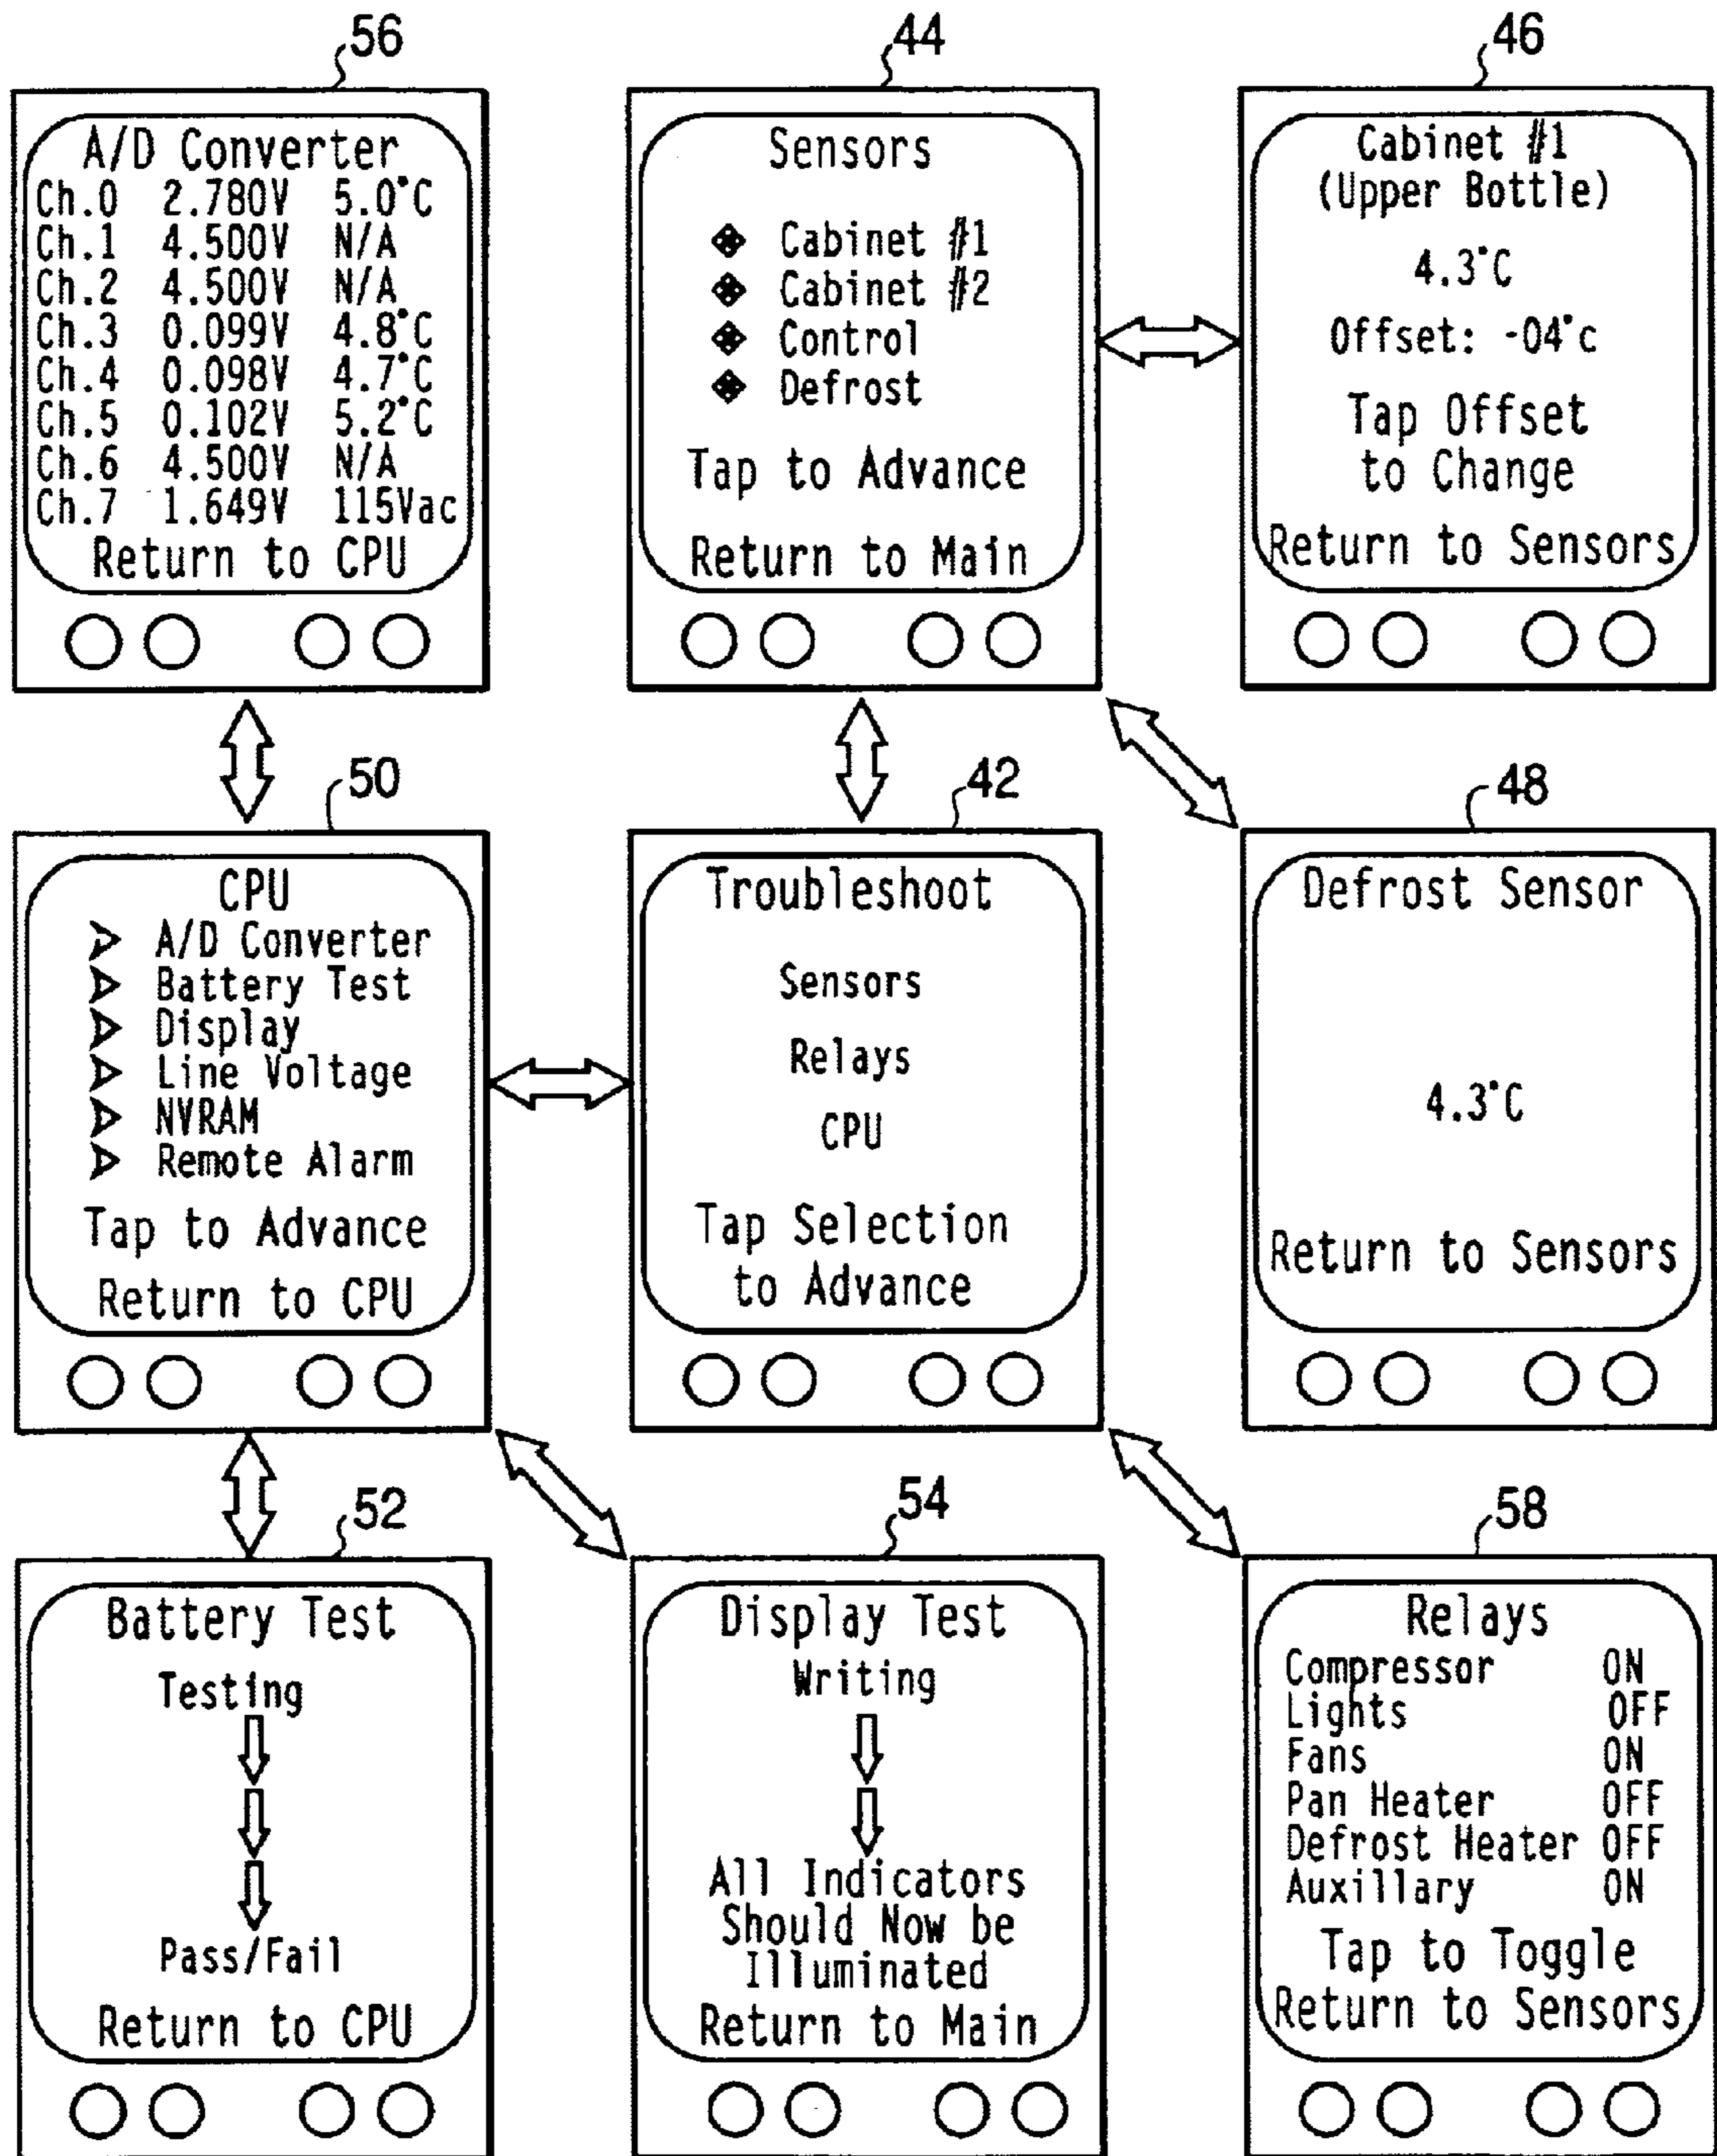 56
A/D Converter
Ch.0 2.780V 5.0°C
Ch.1 4.500V N/A
Ch.2 4.500V N/A
Ch.3 0.099V 4.8°C
Ch.4 0.098V 4.7°C
Ch.5 0.102V 5.2°C
Ch.6 4.500V N/A
Ch.7 1.649V 115Vac
Return to CPU
44
Sensors
Cabinet #1
Cabinet #2
Control
Defrost
Tap to Advance
Return to Main
46
Cabinet #1
(Upper Bottle)
4.3°C
Offset: -04°c
Tap Offset
to Change
Return to Sensors
50
CPU
A/D Converter
Battery Test
Display
Line Voltage
NVRAM
Remote Alarm
Tap to Advance
Return to CPU
42
Troubleshoot
Sensors
Relays
CPU
Tap Selection
to Advance
48
Defrost Sensor
4.3°C
Return to Sensors
52
Battery Test
Testing
Pass/Fail
Return to CPU
54
Display Test
Writing
All Indicators
Should Now be
Illuminated
Return to Main
58
Relays
Compressor ON
Lights OFF
Fans ON
Pan Heater OFF
Defrost Heater OFF
Auxillary ON
Tap to Toggle
Return to Sensors